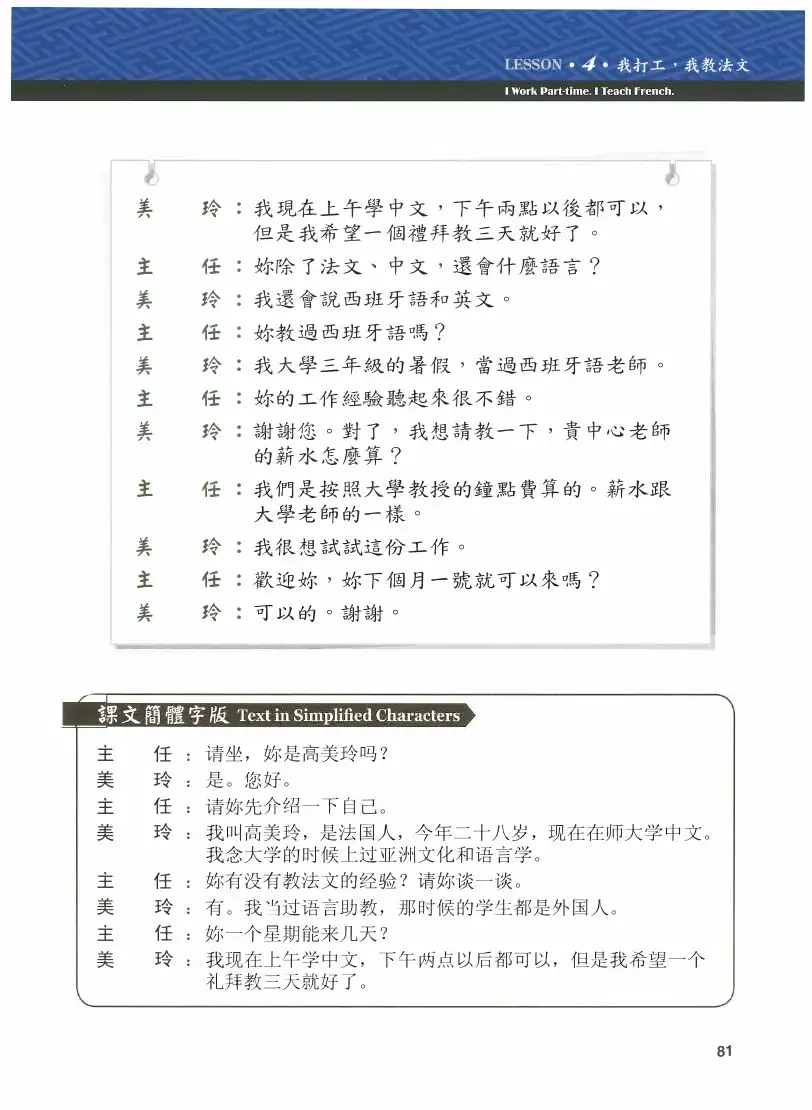 LESSON • 4 • 我打工，我教法文
I Work Part-time. I Teach French.
美　　玲：我現在上午學中文，下午兩點以後都可以，
但是我希望一個禮拜教三天就好了。
主　　任：妳除了法文、中文，還會什麼語言？
美　　玲：我還會說西班牙語和英文。
主　　任：妳教過西班牙語嗎？
美　　玲：我大學三年級的暑假，當過西班牙語老師。
主　　任：妳的工作經驗聽起來很不錯。
美　　玲：謝謝您。對了，我想請教一下，貴中心老師
的薪水怎麼算？
主　　任：我們是按照大學教授的鐘點費算的。薪水跟
大學老師的一樣。
美　　玲：我很想試試這份工作。
主　　任：歡迎妳，妳下個月一號就可以來嗎？
美　　玲：可以的。謝謝。
課文簡體字版 Text in Simplified Characters
主　　任：请坐，妳是高美玲吗？
美　　玲：是。您好。
主　　任：请妳先介绍一下自己。
美　　玲：我叫高美玲，是法国人，今年二十八岁，现在在师大学中文。
我念大学的时候上过亚洲文化和语言学。
主　　任：妳有没有教法文的经验？请妳谈一谈。
美　　玲：有。我当过语言助教，那时候的学生都是外国人。
主　　任：妳一个星期能来几天？
美　　玲：我现在上午学中文，下午两点以后都可以，但是我希望一个
礼拜教三天就好了。
81